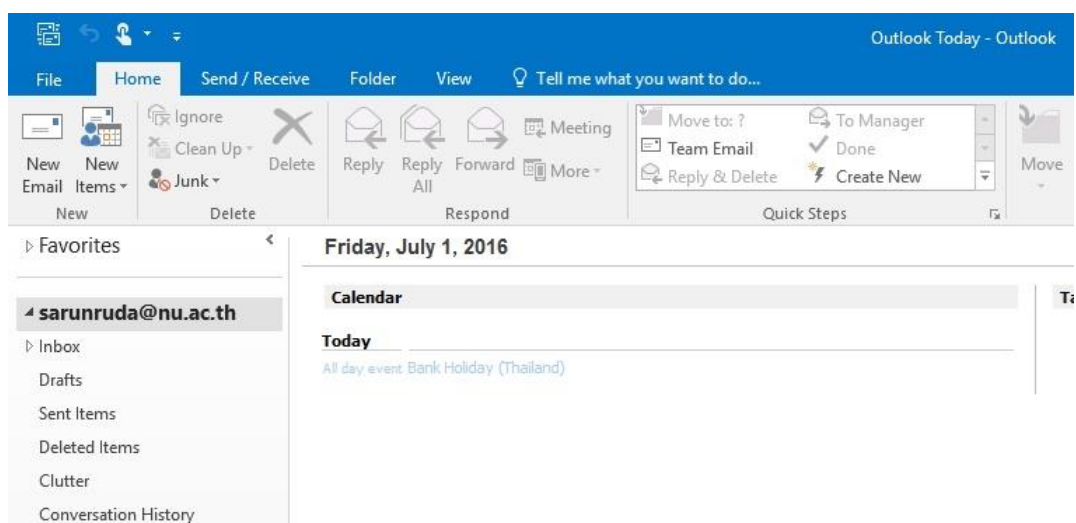 Outlook Today - Outlook
File Home Send / Receive Folder View Tell me what you want to do...
New Email
New Items
Ignore
Clean Up
Junk
Delete
Reply
Reply All
Forward
Meeting
More
Move to: ?
Team Email
Reply & Delete
To Manager
Done
Create New
Move
New Delete Respond Quick Steps
Favorites
sarunruda@nu.ac.th
Inbox
Drafts
Sent Items
Deleted Items
Clutter
Conversation History
Friday, July 1, 2016
Calendar
Today
All day event Bank Holiday (Thailand)